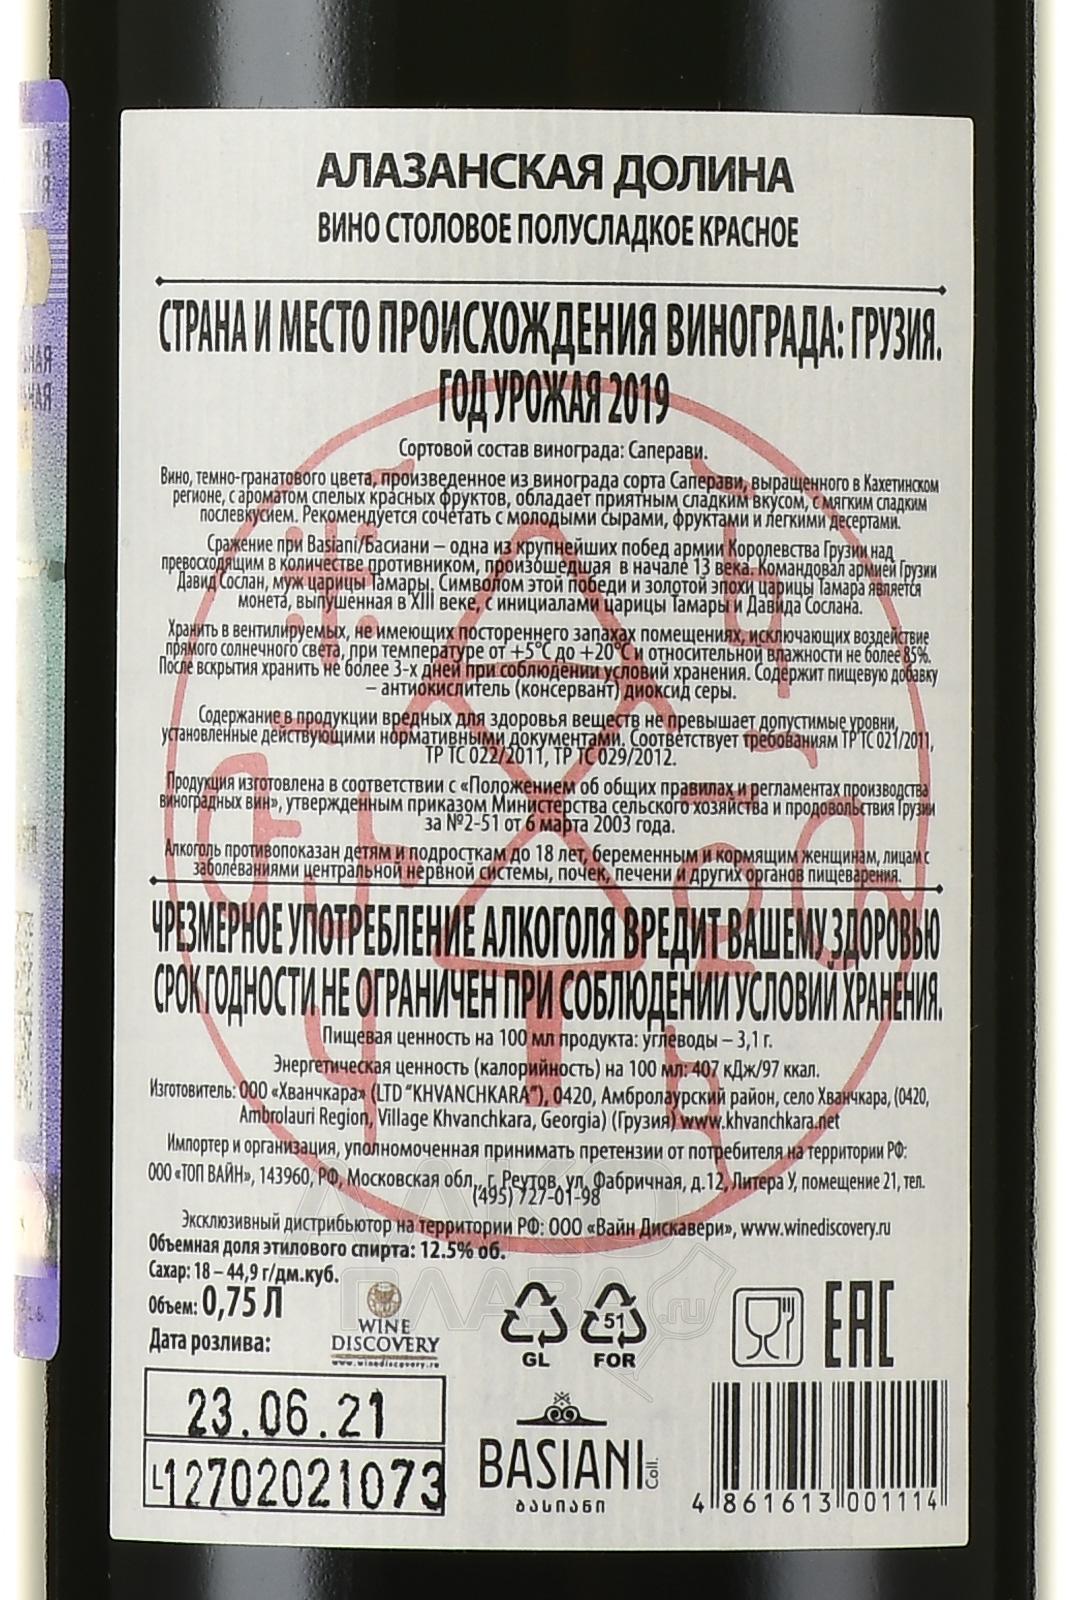 АЛАЗАНСКАЯ ДОЛИНА
ВИНО СТОЛОВОЕ ПОЛУСЛАДКОЕ КРАСНОЕ
СТРАНА И МЕСТО ПРОИСХОЖДЕНИЯ ВИНОГРАДА: ГРУЗИЯ.
ГОД УРОЖАЯ 2019
Сортовой состав винограда: Саперави.
Вино, темно-гранатового цвета, произведенное из винограда сорта Саперави, выращенного в Кахетинском
регионе, с ароматом спелых красных фруктов, обладает приятным сладким вкусом, с мягким сладким
послевкусием. Рекомендуется сочетать с молодыми сырами, фруктами и легкими десертами.
Сражение при Basiani/Басиани – одна из крупнейших побед армии Королевства Грузии над
превосходящим в количестве противником, произошедшая в начале 13 века. Командовал армией Грузии
Давид Сослан, муж царицы Тамары. Символом этой победы и золотой эпохи царицы Тамара является
монета, выпущенная в XIII веке, с инициалами царицы Тамары и Давида Сослана.
Хранить в вентилируемых, не имеющих постореннего запахах помещениях, исключающих воздействие
прямого солнечного света, при температуре от +5°С до +20°С и относительной влажности не более 85%.
После вскрытия хранить не более 3-х дней при соблюдении условий хранения. Содержит пищевую добавку
– антиокислитель (консервант) диоксид серы.
Содержание в продукции вредных для здоровья веществ не превышает допустимые уровни,
установленные действующими нормативными документами. Соответствует требованиям ТР ТС 021/2011,
ТР ТС 022/2011, ТР ТС 029/2012.
Продукция изготовлена в соответствии с «Положением об общих правилах и регламентах производства
виноградных вин», утвержденным приказом Министерства сельского хозяйства и продовольствия Грузии
за №2-51 от 6 марта 2003 года.
Алкоголь противопоказан детям и подросткам до 18 лет, беременным и кормящим женщинам, лицам с
заболеваниями центральной нервной системы, почек, печени и других органов пищеварения.
ЧРЕЗМЕРНОЕ УПОТРЕБЛЕНИЕ АЛКОГОЛЯ ВРЕДИТ ВАШЕМУ ЗДОРОВЬЮ
СРОК ГОДНОСТИ НЕ ОГРАНИЧЕН ПРИ СОБЛЮДЕНИИ УСЛОВИЙ ХРАНЕНИЯ.
Пищевая ценность на 100 мл продукта: углеводы – 3,1 г.
Энергетическая ценность (калорийность) на 100 мл: 407 кДж/97 ккал.
Изготовитель: ООО «Хванчкара» (LTD "KHVANCHKARA"), 0420, Амбролаурский район, село Хванчкара, (0420,
Ambrolauri Region, Village Khvanchkara, Georgia) (Грузия) www.khvanchkara.net
Импортер и организация, уполномоченная принимать претензии от потребителя на территории РФ:
ООО «ТОП ВАЙН», 143960, РФ, Московская обл., г. Реутов, ул. Фабричная, д.12, Литера У, помещение 21, тел.
(495) 727-01-98
Эксклюзивный дистрибьютор на территории РФ: ООО «Вайн Дискавери», www.winediscovery.ru
Объемная доля этилового спирта: 12.5% об.
Сахар: 18 – 44,9 г/дм.куб.
Объем: 0,75 Л
Дата розлива:
WINE
DISCOVERY
www.winediscovery.ru
GL
51
FOR
EAC
23.06.21
L12702021073
BASIANI Coll.
ბასიანი
4 861613 001114
АЛКО
ГЛАВА.ru